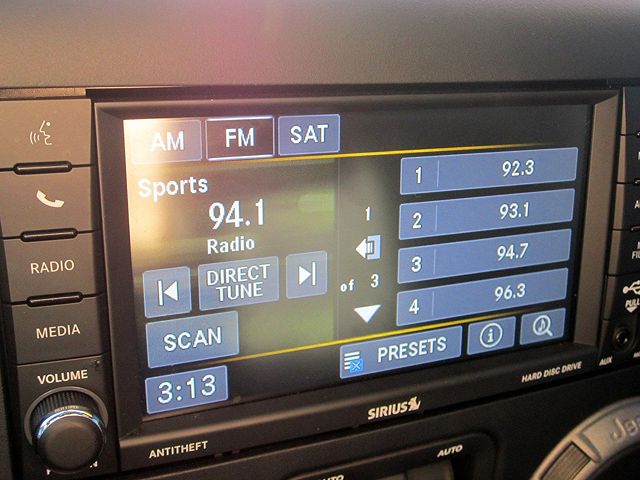 AM FM SAT
Sports
94.1
Radio
DIRECT
TUNE
SCAN
3:13
1
of 3
1 92.3
2 93.1
3 94.7
4 96.3
PRESETS
RADIO
MEDIA
VOLUME
ANTITHEFT
SIRIUS
HARD DISC DRIVE
AUX
AUTO
Jee